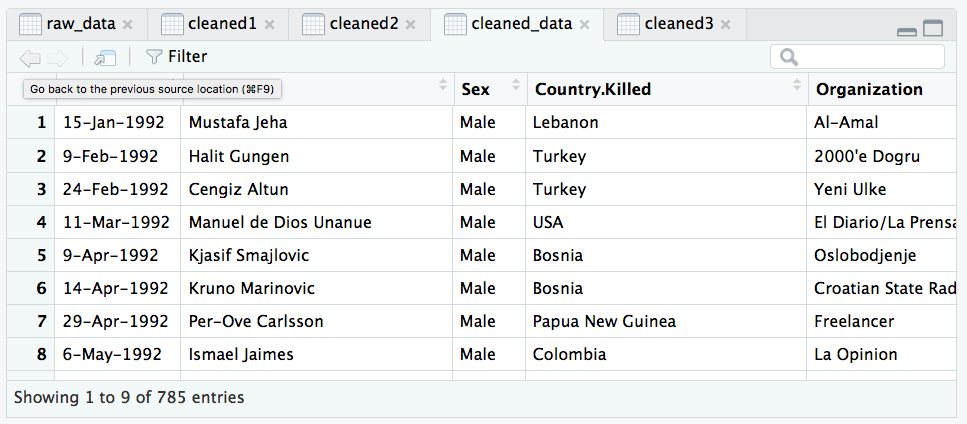 raw_data cleaned1 cleaned2 cleaned_data cleaned3
Filter
Go back to the previous source location (⌘F9) Sex Country.Killed Organization
1 15-Jan-1992 Mustafa Jeha Male Lebanon Al-Amal
2 9-Feb-1992 Halit Gungen Male Turkey 2000'e Dogru
3 24-Feb-1992 Cengiz Altun Male Turkey Yeni Ulke
4 11-Mar-1992 Manuel de Dios Unanue Male USA El Diario/La Prensa
5 9-Apr-1992 Kjasif Smajlovic Male Bosnia Oslobodjenje
6 14-Apr-1992 Kruno Marinovic Male Bosnia Croatian State Rad
7 29-Apr-1992 Per-Ove Carlsson Male Papua New Guinea Freelancer
8 6-May-1992 Ismael Jaimes Male Colombia La Opinion
Showing 1 to 9 of 785 entries